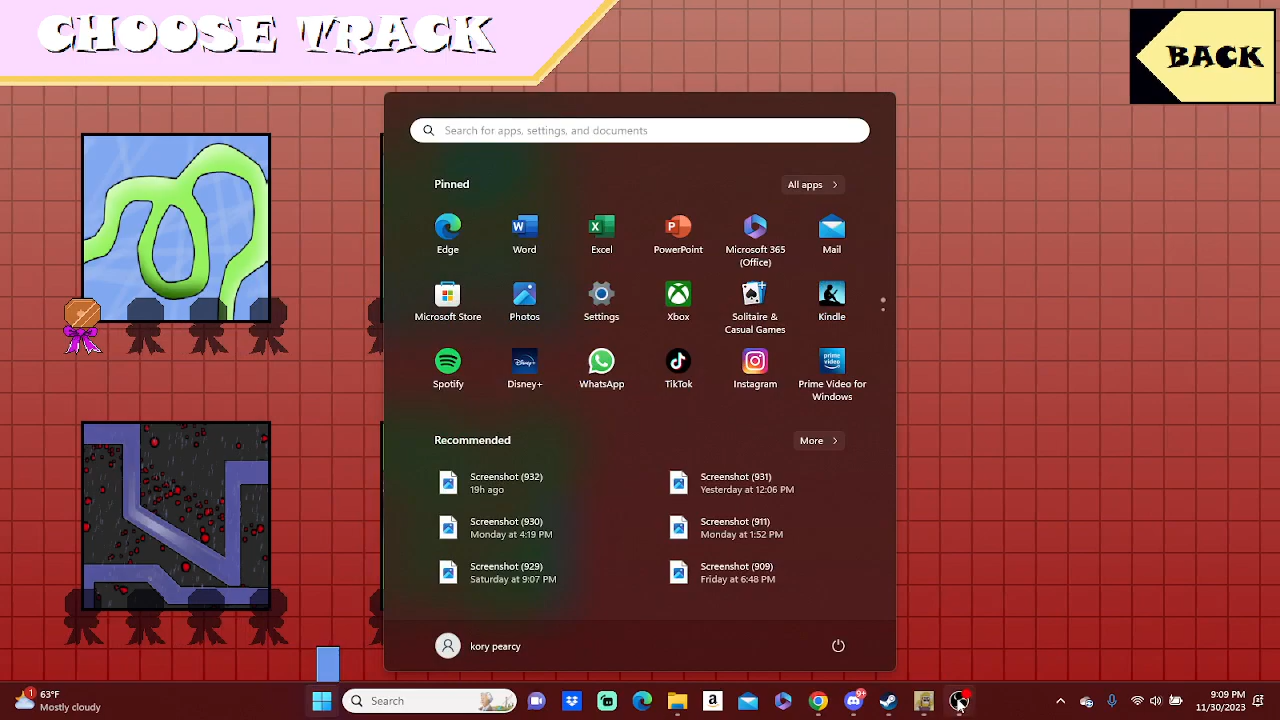 CHOOSE TRACK
BACK
Search for apps, settings, and documents
Pinned
All apps
Edge
Word
Excel
PowerPoint
Microsoft 365
(Office)
Mail
Microsoft Store
Photos
Settings
Xbox
Solitaire &
Casual Games
Kindle
Spotify
Disney+
WhatsApp
TikTok
Instagram
Prime Video for
Windows
Recommended
More
Screenshot (932)
19h ago
Screenshot (931)
Yesterday at 12:06 PM
Screenshot (930)
Monday at 4:19 PM
Screenshot (911)
Monday at 1:52 PM
Screenshot (929)
Saturday at 9:07 PM
Screenshot (909)
Friday at 6:48 PM
kory pearcy
1
63°F
Mostly cloudy
Search
9+
9:09 PM
11/30/2023